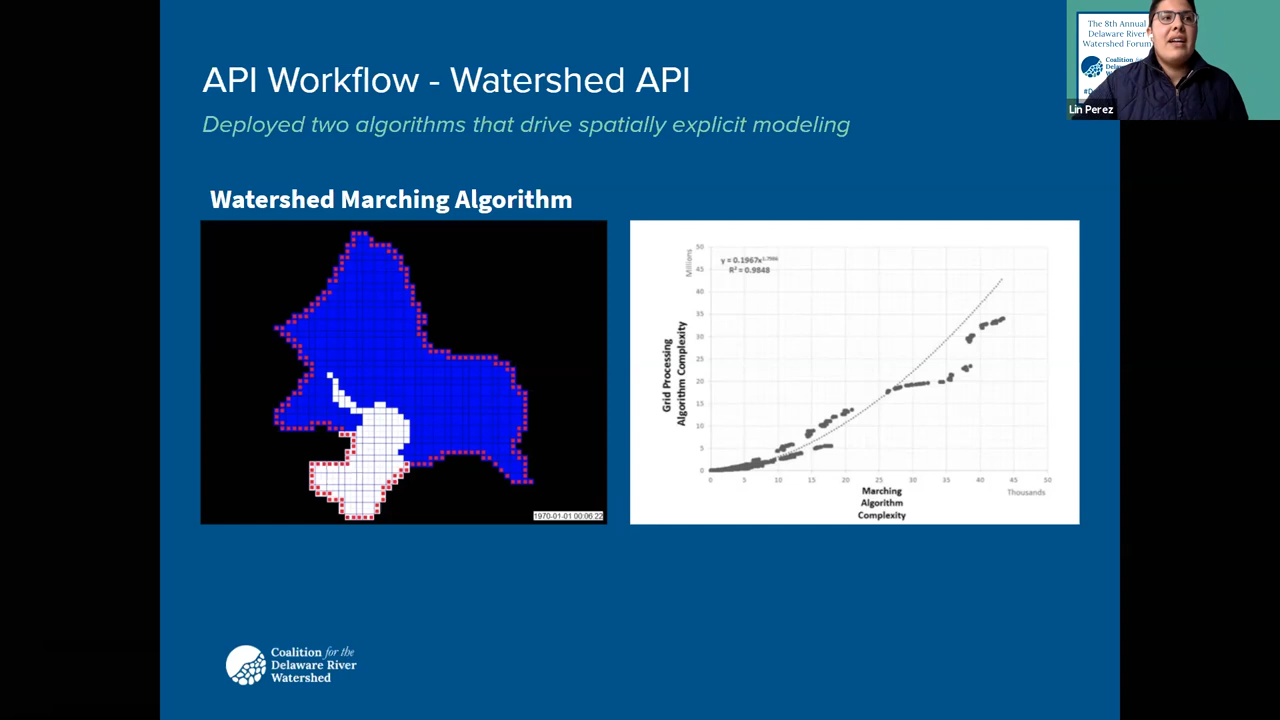 The 8th Annual
Delaware River
Watershed Forum
Coalition for
Lin Perez
API Workflow - Watershed API
Deployed two algorithms that drive spatially explicit modeling
Watershed Marching Algorithm
1970-01-01 00:06:22
Millions
R² = 0.9848
50
45
40
35
30
25
20
15
10
5
0
Grid Processing
Algorithm Complexity
0 5 10 15 20 25 30 35 40 45 50
Thousands
Marching
Algorithm
Complexity
Coalition for the
Delaware River
Watershed